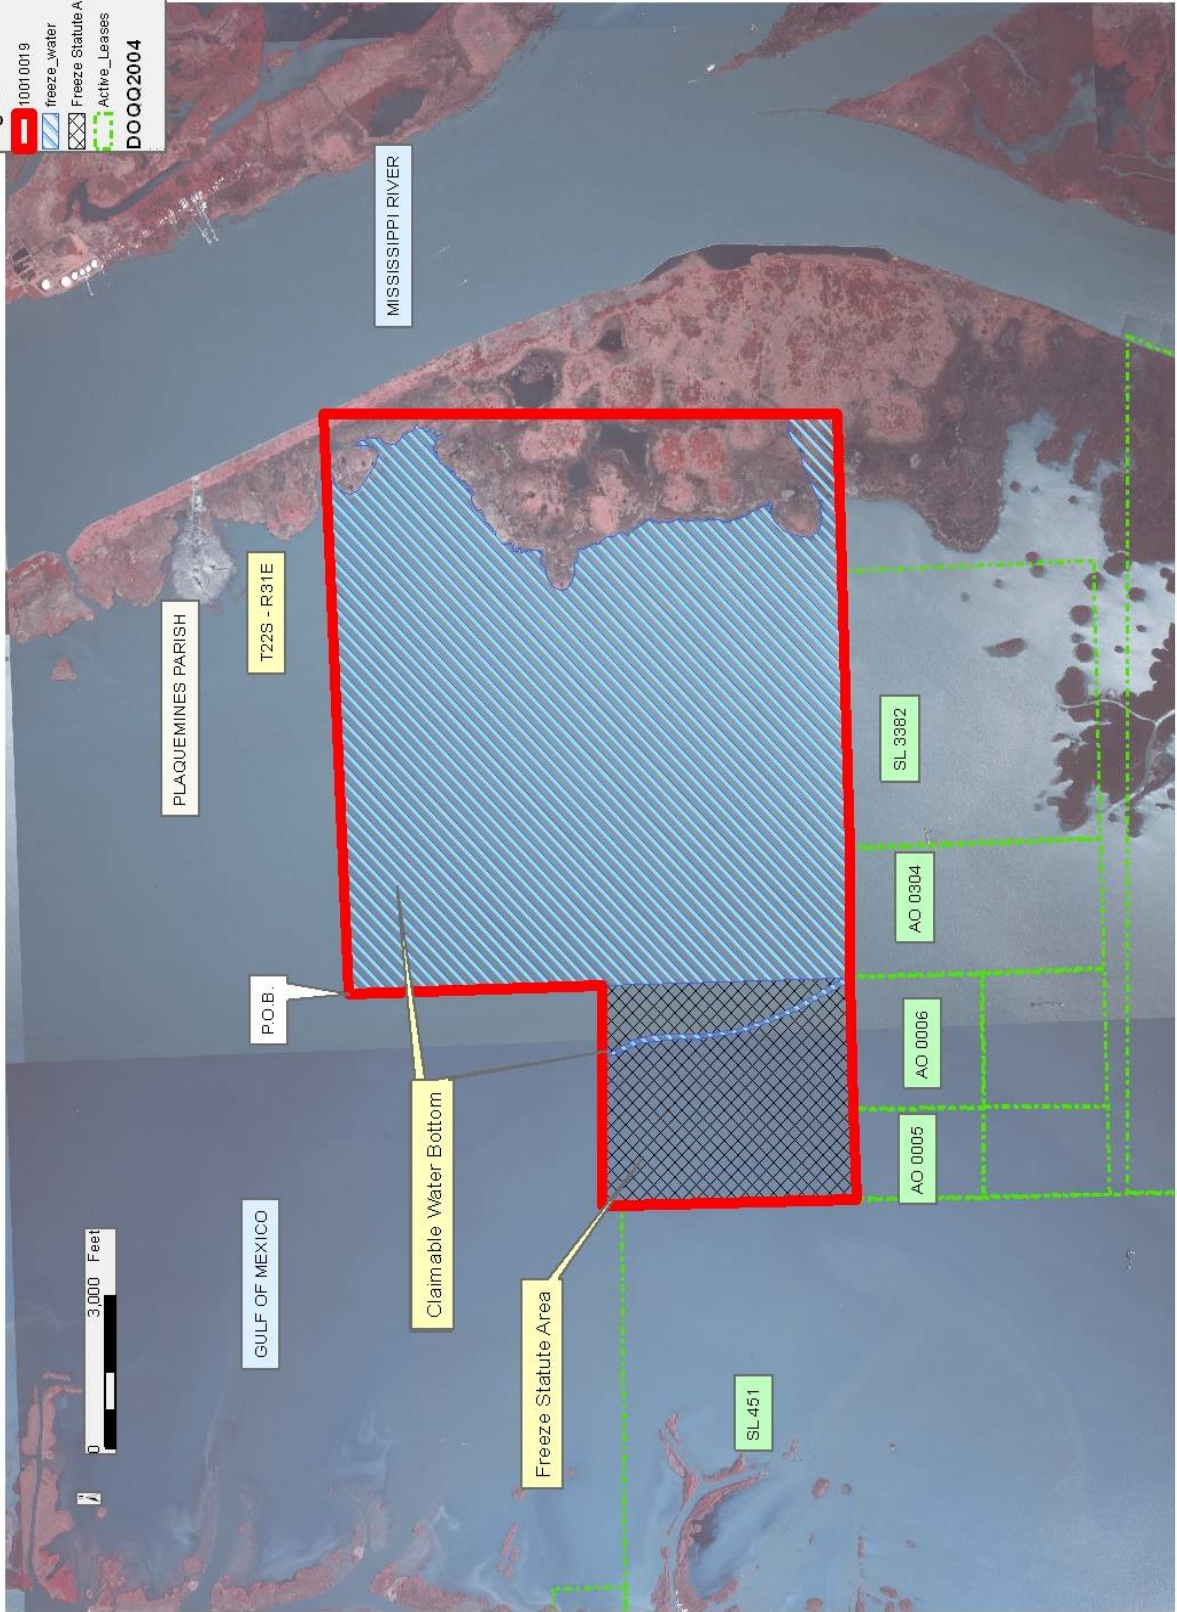 10010019
freeze_water
Freeze Statute A
Active_Leases
DOQQ2004
MISSISSIPPI RIVER
PLAQUEMINES PARISH
T22S - R31E
P.O.B.
Claimable Water Bottom
GULF OF MEXICO
0 3,000 Feet
Freeze Statute Area
SL 3382
AO 0304
AO 0006
AO 0005
SL 451